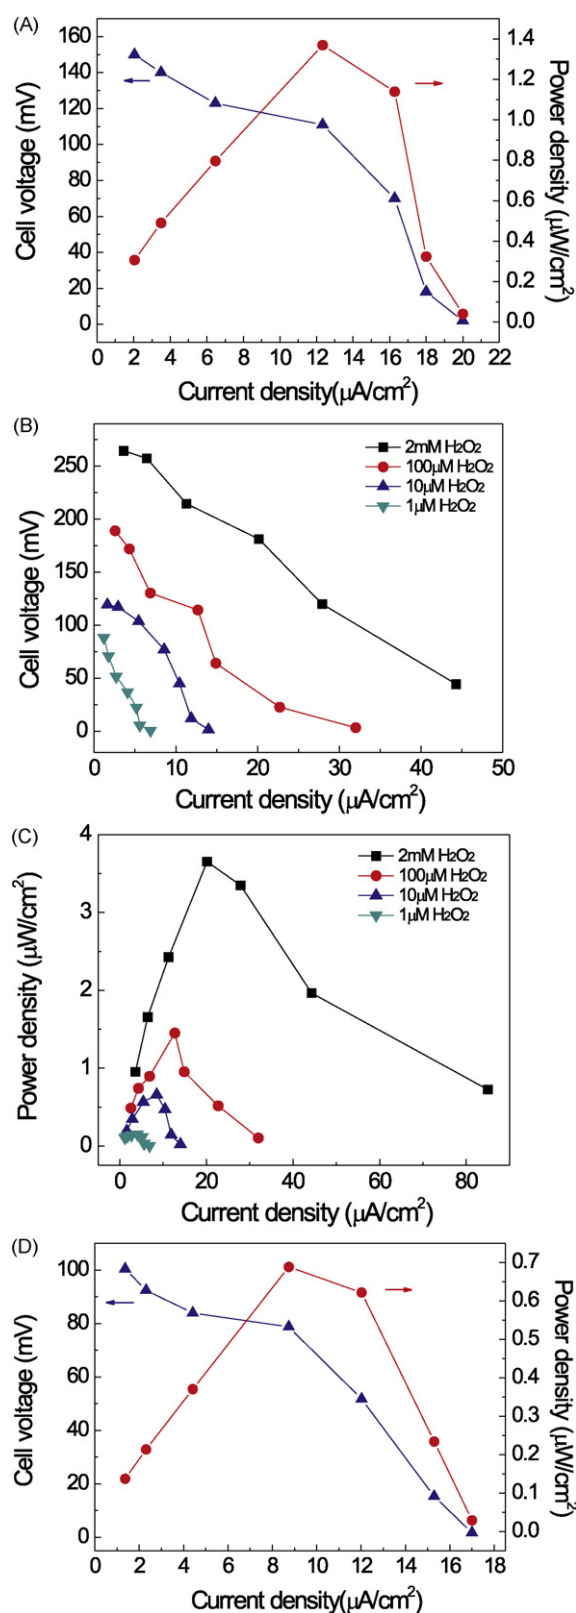 (A)
160
140
120
100
80
60
40
20
0
Cell voltage (mV)
1.4
1.2
1.0
0.8
0.6
0.4
0.2
0.0
Power density (μW/cm²)
0 2 4 6 8 10 12 14 16 18 20 22
Current density(μA/cm²)
(B)
250
200
150
100
50
0
Cell voltage (mV)
2mM H₂O₂
100μM H₂O₂
10μM H₂O₂
1μM H₂O₂
0 10 20 30 40 50
Current density (μA/cm²)
(C)
4
3
2
1
0
Power density (μW/cm²)
2mM H₂O₂
100μM H₂O₂
10μM H₂O₂
1μM H₂O₂
0 20 40 60 80
Current density (μA/cm²)
(D)
100
80
60
40
20
0
Cell voltage (mV)
0.7
0.6
0.5
0.4
0.3
0.2
0.1
0.0
Power density (μW/cm²)
0 2 4 6 8 10 12 14 16 18
Current density(μA/cm²)